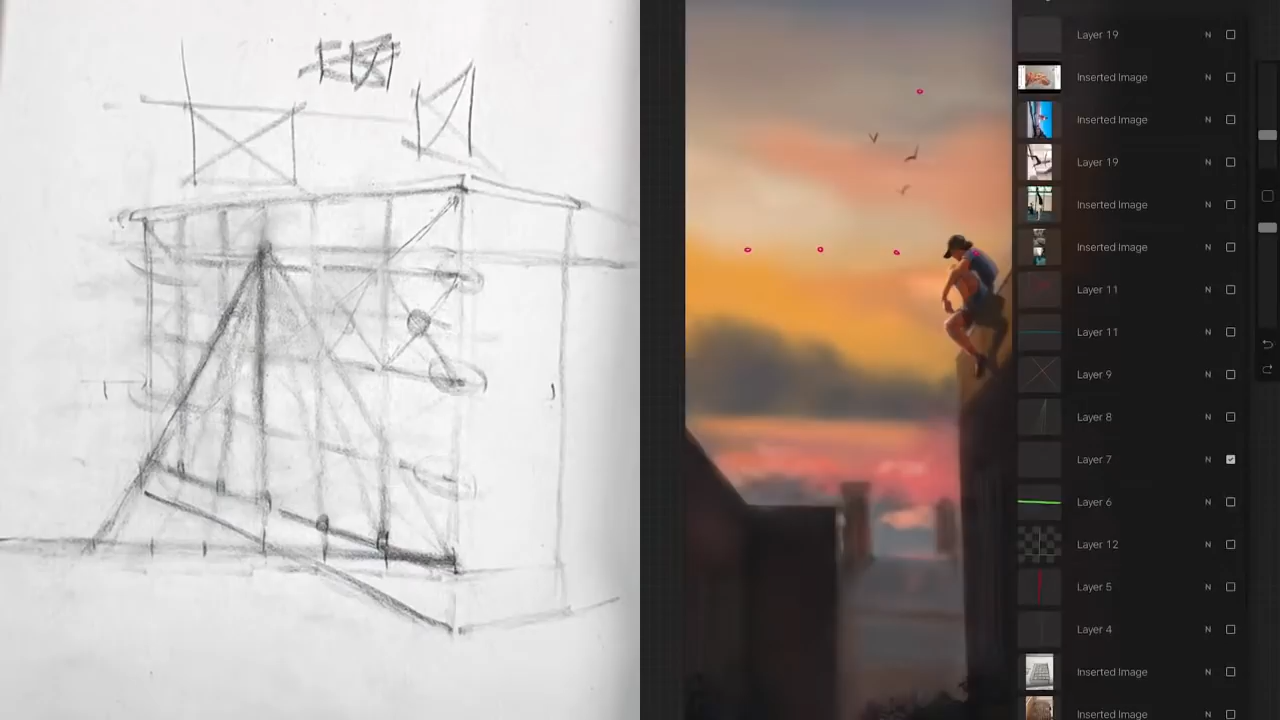 Layer 19 N
Inserted Image N
Inserted Image N
Layer 19 N
Inserted Image N
Inserted Image N
Layer 11 N
Layer 11 N
Layer 9 N
Layer 8 N
Layer 7 N
Layer 6 N
Layer 12 N
Layer 5 N
Layer 4 N
Inserted Image N
Inserted Image N